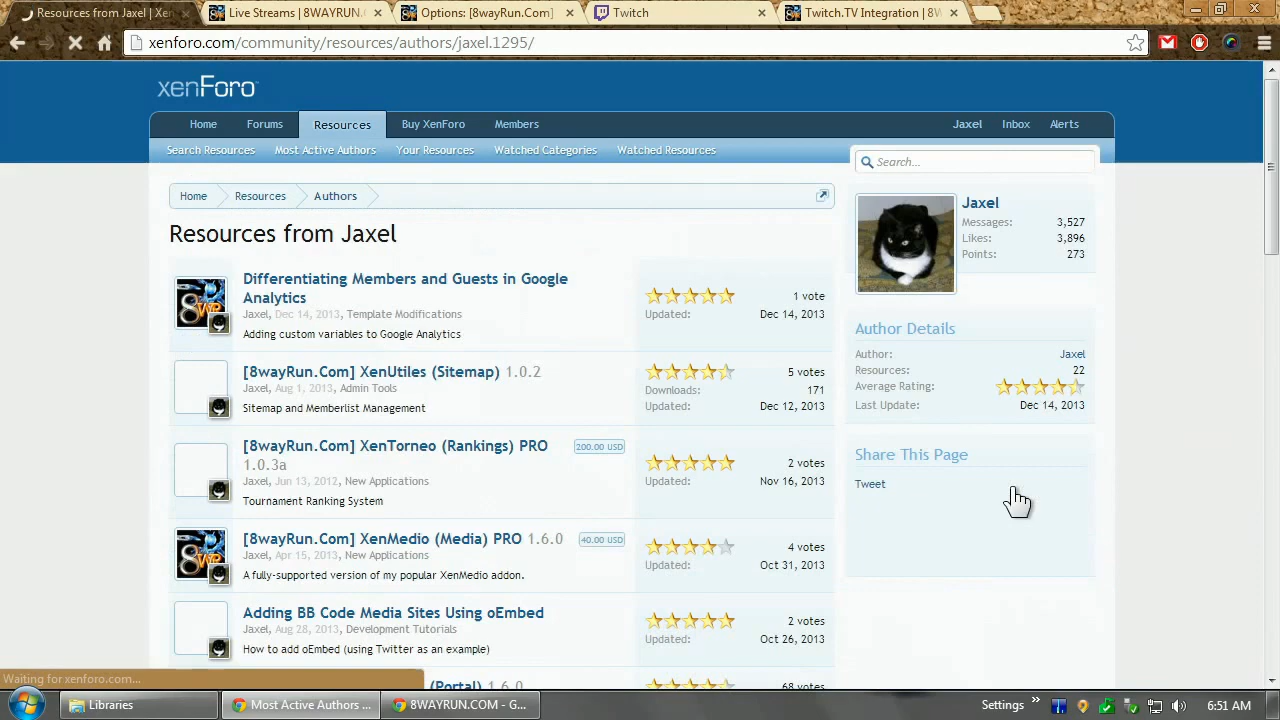 Resources from Jaxel | Xen
Live Streams | 8WAYRUN.C
Options: [8wayRun.Com]
Twitch
Twitch.TV Integration | 8W
xenforo.com/community/resources/authors/jaxel.1295/
xenForo
Home
Forums
Resources
Buy XenForo
Members
Jaxel
Inbox
Alerts
Search Resources
Most Active Authors
Your Resources
Watched Categories
Watched Resources
Search...
Home
Resources
Authors
Resources from Jaxel
Differentiating Members and Guests in Google
Analytics
Jaxel, Dec 14, 2013, Template Modifications
Adding custom variables to Google Analytics
1 vote
Updated: Dec 14, 2013
[8wayRun.Com] XenUtiles (Sitemap) 1.0.2
Jaxel, Aug 1, 2013, Admin Tools
Sitemap and Memberlist Management
5 votes
Downloads: 171
Updated: Dec 12, 2013
[8wayRun.Com] XenTorneo (Rankings) PRO
1.0.3a
200.00 USD
Jaxel, Jun 13, 2012, New Applications
Tournament Ranking System
2 votes
Updated: Nov 16, 2013
[8wayRun.Com] XenMedio (Media) PRO 1.6.0
40.00 USD
Jaxel, Apr 15, 2013, New Applications
A fully-supported version of my popular XenMedio addon.
4 votes
Updated: Oct 31, 2013
Adding BB Code Media Sites Using oEmbed
Jaxel, Aug 28, 2013, Development Tutorials
How to add oEmbed (using Twitter as an example)
2 votes
Updated: Oct 26, 2013
(Portal) 1.6.0
68 votes
Jaxel
Messages: 3,527
Likes: 3,896
Points: 273
Author Details
Author: Jaxel
Resources: 22
Average Rating:
Last Update: Dec 14, 2013
Share This Page
Tweet
Waiting for xenforo.com...
Libraries
Most Active Authors ...
8WAYRUN.COM - G...
Settings
6:51 AM